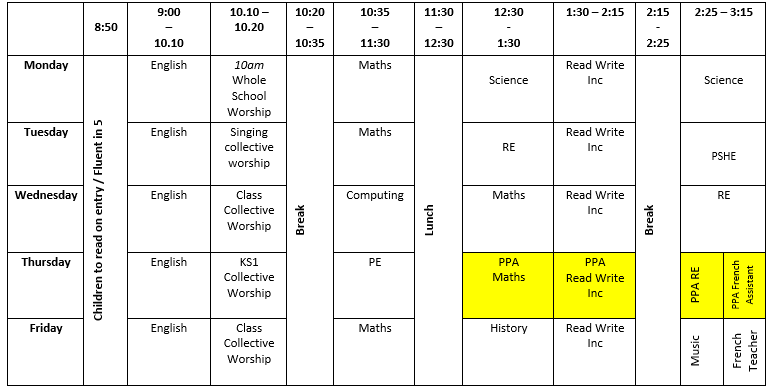 8:50
9:00
–
10.10
10.10 –
10.20
10:20
–
10:35
10:35
–
11:30
11:30
–
12:30
12:30
-
1:30
1:30 – 2:15
2:15
-
2:25
2:25 – 3:15
Children to read on entry / Fluent in 5
Break
Lunch
Break
Monday
English
10am
Whole
School
Worship
Maths
Science
Read Write
Inc
Science
Tuesday
English
Singing
collective
worship
Maths
RE
Read Write
Inc
PSHE
Wednesday
English
Class
Collective
Worship
Computing
Maths
Read Write
Inc
RE
Thursday
English
KS1
Collective
Worship
PE
PPA
Maths
PPA
Read Write
Inc
PPA RE
PPA French
Assistant
Friday
English
Class
Collective
Worship
Maths
History
Read Write
Inc
Music
French
Teacher